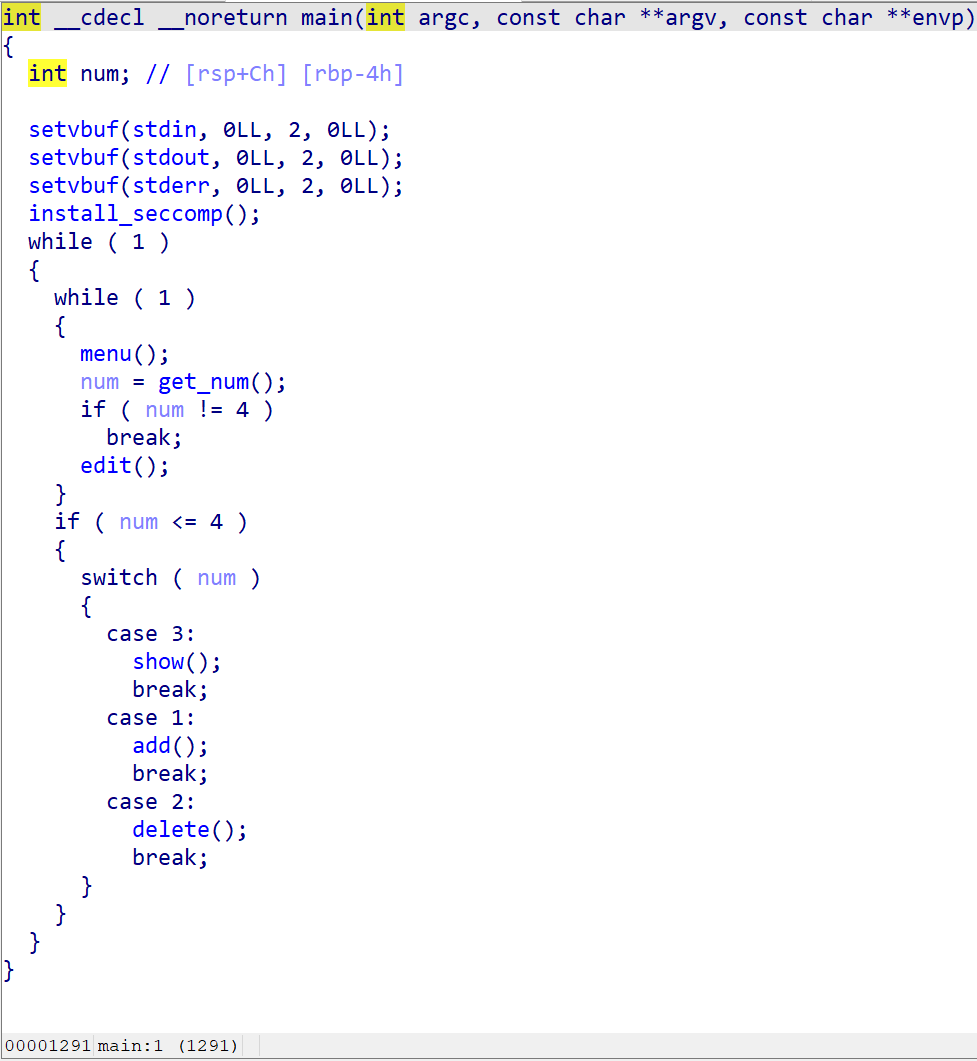 int __cdecl __noreturn main(int argc, const char **argv, const char **envp)
{
  int num; // [rsp+Ch] [rbp-4h]

  setvbuf(stdin, 0LL, 2, 0LL);
  setvbuf(stdout, 0LL, 2, 0LL);
  setvbuf(stderr, 0LL, 2, 0LL);
  install_seccomp();
  while ( 1 )
  {
    while ( 1 )
    {
      menu();
      num = get_num();
      if ( num != 4 )
        break;
      edit();
    }
    if ( num <= 4 )
    {
      switch ( num )
      {
        case 3:
          show();
          break;
        case 1:
          add();
          break;
        case 2:
          delete();
          break;
      }
    }
  }
}
00001291 main:1 (1291)